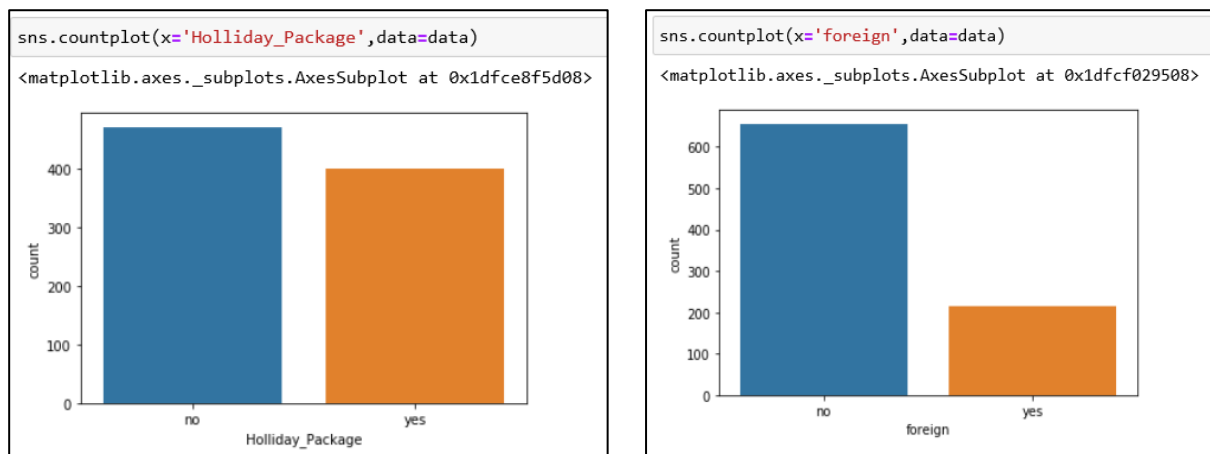 sns.countplot(x='Holliday_Package',data=data)
<matplotlib.axes._subplots.AxesSubplot at 0x1dfce8f5d08>
400
300
200
100
0
count
no
yes
Holliday_Package
sns.countplot(x='foreign',data=data)
<matplotlib.axes._subplots.AxesSubplot at 0x1dfcf029508>
600
500
400
300
200
100
0
count
no
yes
foreign